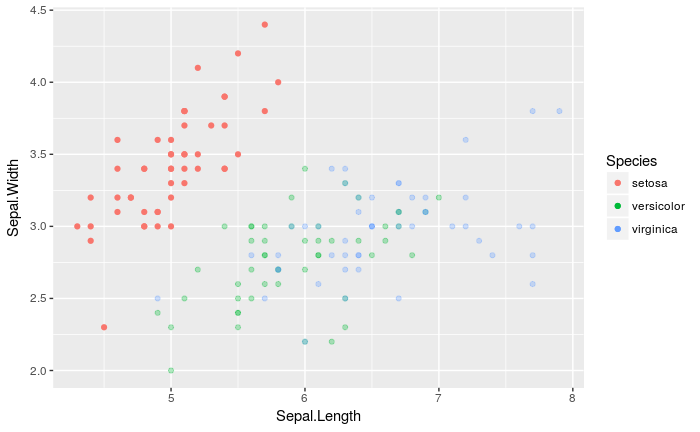 4.5
4.0
3.5
3.0
2.5
2.0
Sepal.Width
5
6
7
8
Sepal.Length
Species
setosa
versicolor
virginica